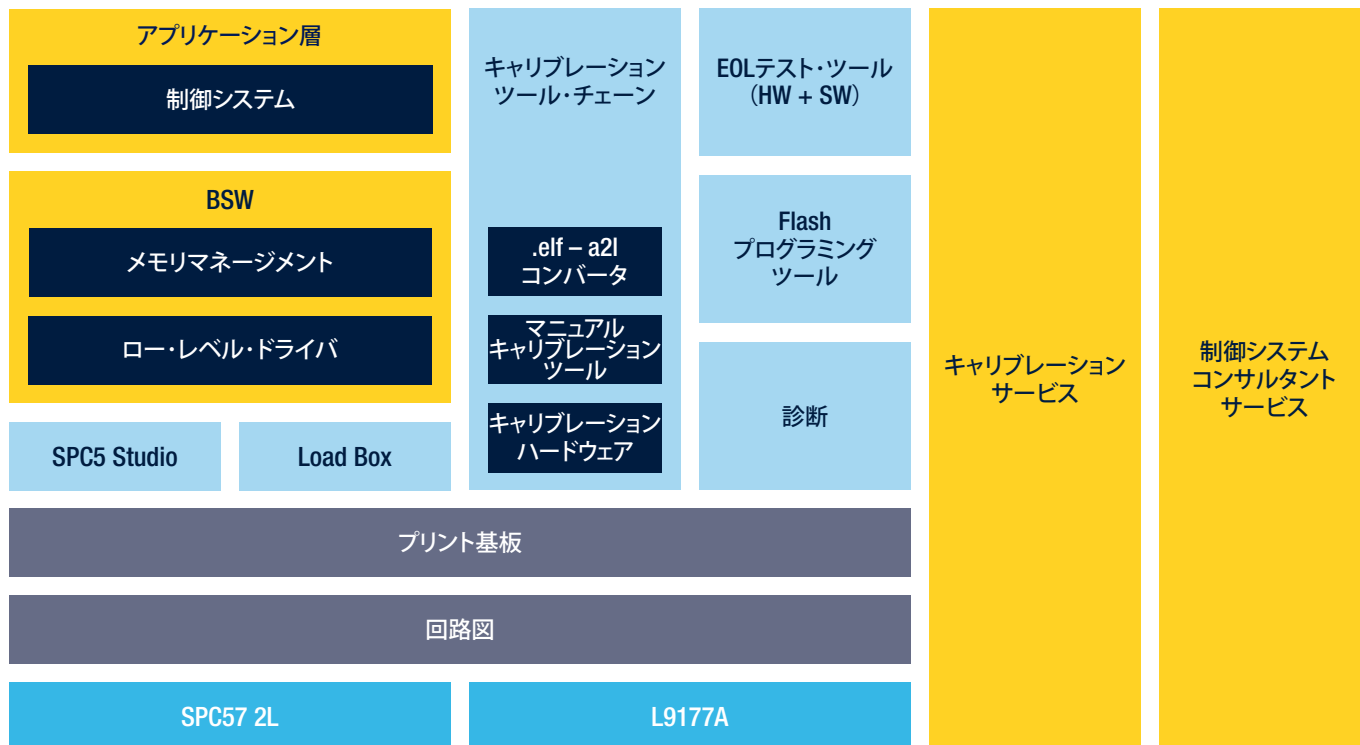 アプリケーション層
制御システム
BSW
メモリマネージメント
ロー・レベル・ドライバ
SPC5 Studio
Load Box
キャリブレーション
ツール・チェーン
.elf – a2l
コンバータ
マニュアル
キャリブレーション
ツール
キャリブレーション
ハードウェア
EOLテスト・ツール
（HW + SW）
Flash
プログラミング
ツール
診断
プリント基板
回路図
SPC57 2L
L9177A
キャリブレーション
サービス
制御システム
コンサルタント
サービス